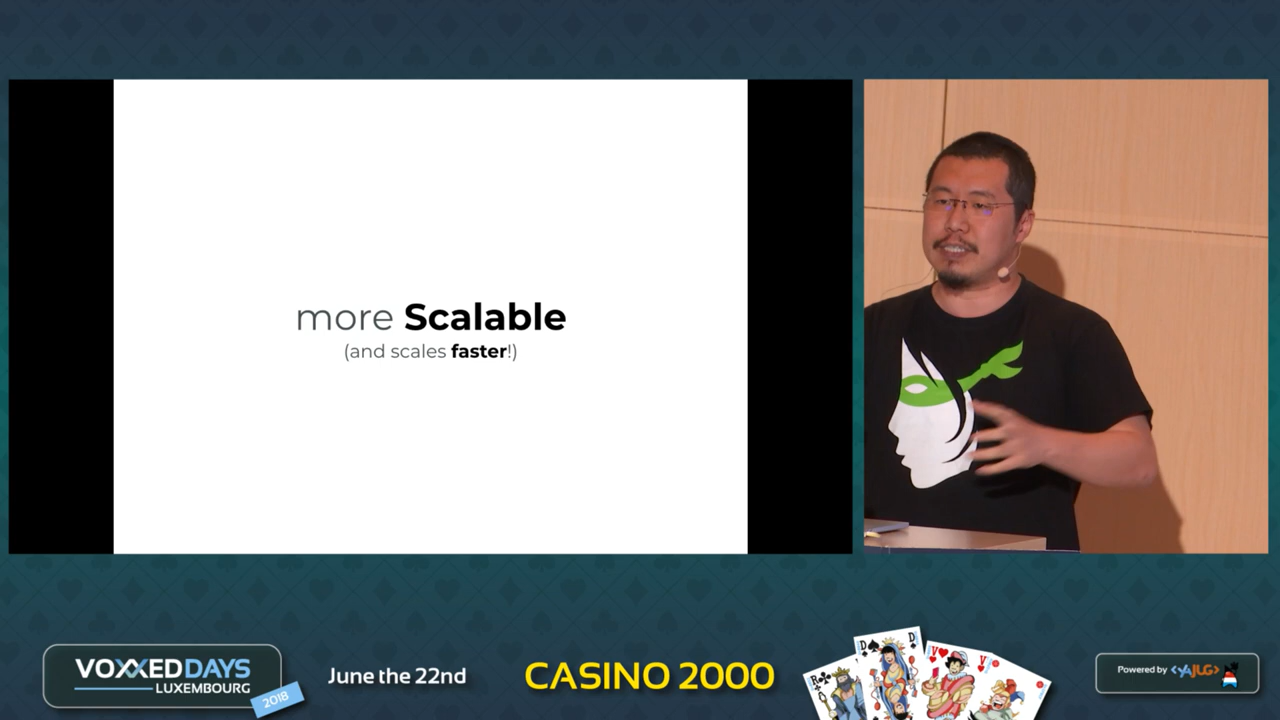 more Scalable
(and scales faster!)
VOXXED DAYS
LUXEMBOURG
2018
June the 22nd
CASINO 2000
R
D
D
V
V
Powered by <YAJUG>